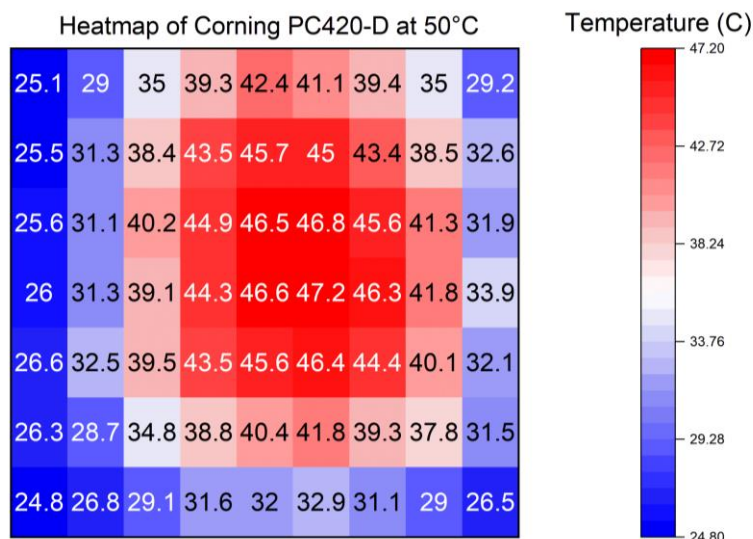 Heatmap of Corning PC420-D at 50°C
Temperature (C)
25.1 29 35 39.3 42.4 41.1 39.4 35 29.2
25.5 31.3 38.4 43.5 45.7 45 43.4 38.5 32.6
25.6 31.1 40.2 44.9 46.5 46.8 45.6 41.3 31.9
26 31.3 39.1 44.3 46.6 47.2 46.3 41.8 33.9
26.6 32.5 39.5 43.5 45.6 46.4 44.4 40.1 32.1
26.3 28.7 34.8 38.8 40.4 41.8 39.3 37.8 31.5
24.8 26.8 29.1 31.6 32 32.9 31.1 29 26.5
47.20
42.72
38.24
33.76
29.28
24.80